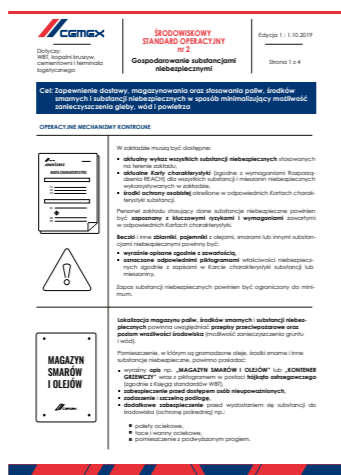 CEMEX
Dotyczy:
WBT, kopalni kruszyw,
cementowni i terminala
logistycznego
ŚRODOWISKOWY
STANDARD OPERACYJNY
nr 2
Gospodarowanie substancjami
niebezpiecznymi
Edycja 1 : 1.10.2019
Strona 1 z 4
Cel: Zapewnienie dostawy, magazynowania oraz stosowania paliw, środków
smarnych i substancji niebezpiecznych w sposób minimalizujący możliwość
zanieczyszczenia gleby, wód i powietrza
OPERACYJNE MECHANIZMY KONTROLNE
W zakładzie muszą być dostępne:
• aktualny wykaz wszystkich substancji niebezpiecznych stosowanych
na terenie zakładu,
• aktualne Karty charakterystyki (zgodne z wymaganiami Rozporzą-
dzenia REACH) dla wszystkich substancji i mieszanin niebezpiecznych
wykorzystywanych w zakładzie,
• środki ochrony osobistej określone w odpowiednich Kartach charak-
terystyki substancji.
Personel zakładu stosujący dane substancje niebezpieczne powinien
być zapoznany z kluczowymi ryzykami i wymaganiami zawartymi
w odpowiednich Kartach charakterystyki.
Beczki i inne zbiorniki, pojemniki z olejami, smarami lub innymi substan-
cjami niebezpiecznymi powinny być:
• wyraźnie opisane zgodnie z zawartością,
• oznaczone odpowiednimi piktogramami właściwości niebezpiecz-
nych zgodnie z zapisami w Karcie charakterystyki substancji lub
mieszaniny.
Zapas substancji niebezpiecznych powinien być ograniczony do mini-
mum.
MAGAZYN
SMARÓW
I OLEJÓW
CEMEX
Lokalizacja magazynu paliw, środków smarnych i substancji niebez-
piecznych powinna uwzględniać przepisy przeciwpożarowe oraz
poziom wrażliwości środowiska (możliwość zanieczyszczenia gruntu
i wód).
Pomieszczenie, w którym są gromadzone oleje, środki smarne i inne
substancje niebezpieczne, powinno posiadać:
• wyraźny opis np. „MAGAZYN SMARÓW I OLEJÓW” lub „KONTENER
GRZEWCZY” wraz z piktogramem w postaci trójkąta ostrzegawczego
(zgodnie z Księgą standardów WBT),
• zabezpieczenie przed dostępem osób nieupoważnionych,
• zadaszenie i szczelną podłogę,
• dodatkowe zabezpieczenie przed wydostaniem się substancji do
środowiska (ochronę pośrednią) np.:
■ palety ociekowe,
■ tace i wanny ociekowe,
■ pomieszczenie z podwyższonym progiem.